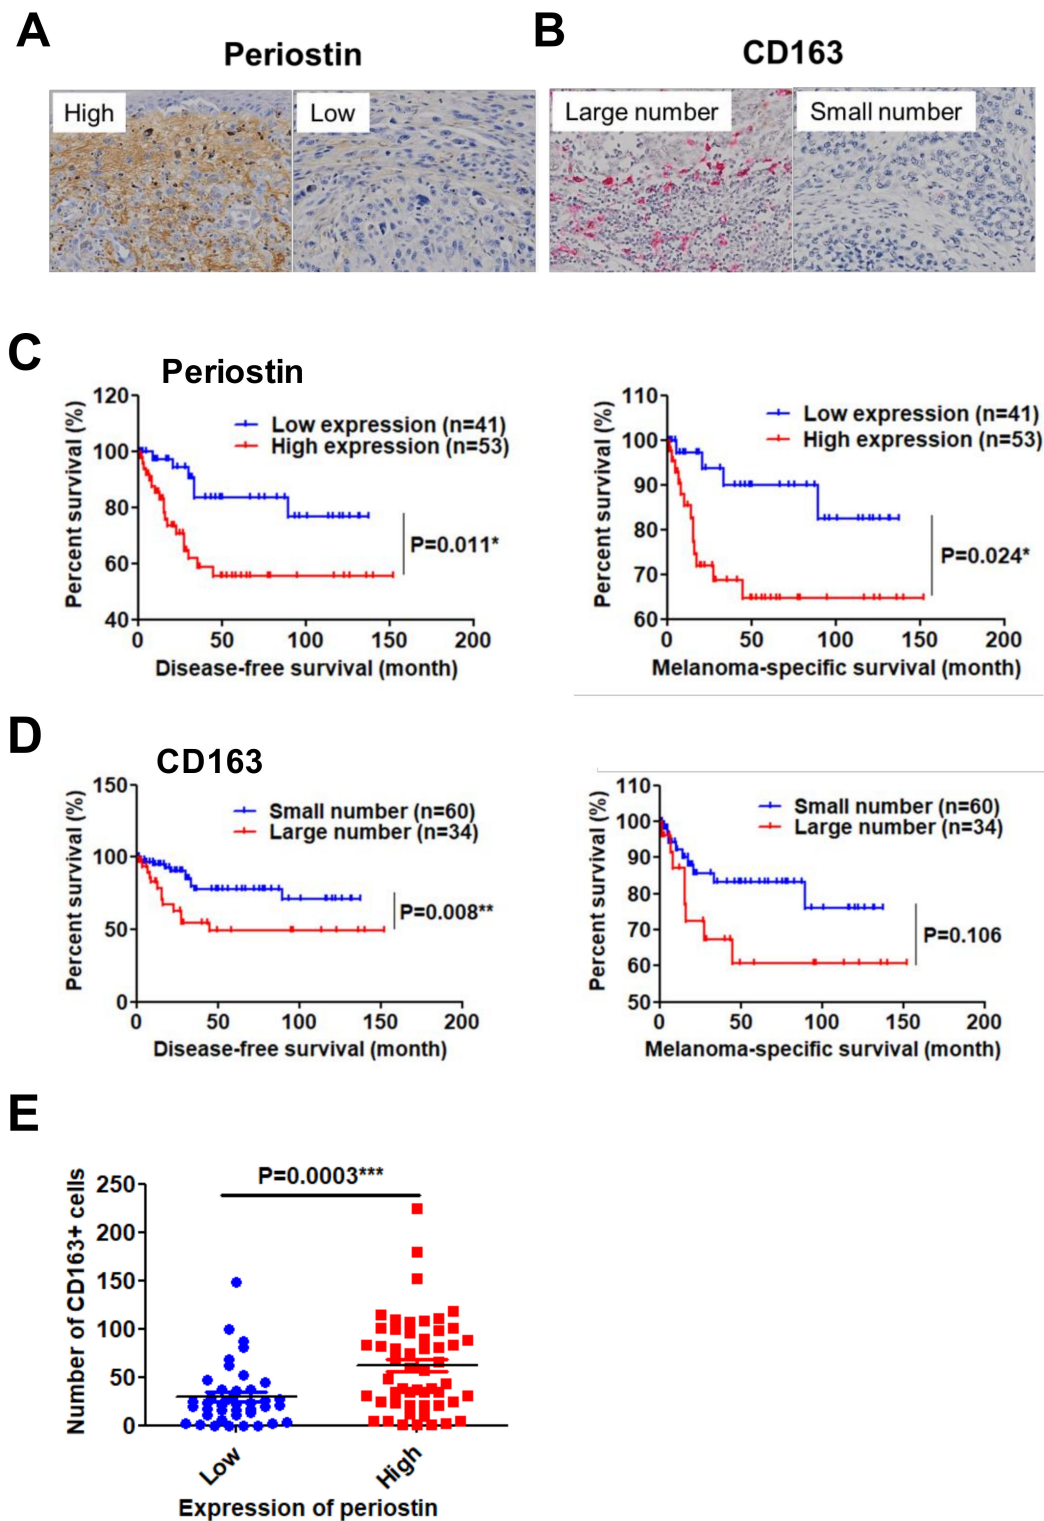 A
B
Periostin
CD163
High
Low
Large number
Small number
C
Periostin
Percent survival (%)
120
100
80
60
40
0
50
100
150
200
Low expression (n=41)
High expression (n=53)
P=0.011*
Disease-free survival (month)
Percent survival (%)
110
100
90
80
70
60
0
50
100
150
200
Low expression (n=41)
High expression (n=53)
P=0.024*
Melanoma-specific survival (month)
D
CD163
Percent survival (%)
150
100
50
0
0
50
100
150
200
Small number (n=60)
Large number (n=34)
P=0.008**
Disease-free survival (month)
Percent survival (%)
110
100
90
80
70
60
50
0
50
100
150
200
Small number (n=60)
Large number (n=34)
P=0.106
Melanoma-specific survival (month)
E
Number of CD163+ cells
250
200
150
100
50
0
P=0.0003***
Low
High
Expression of periostin